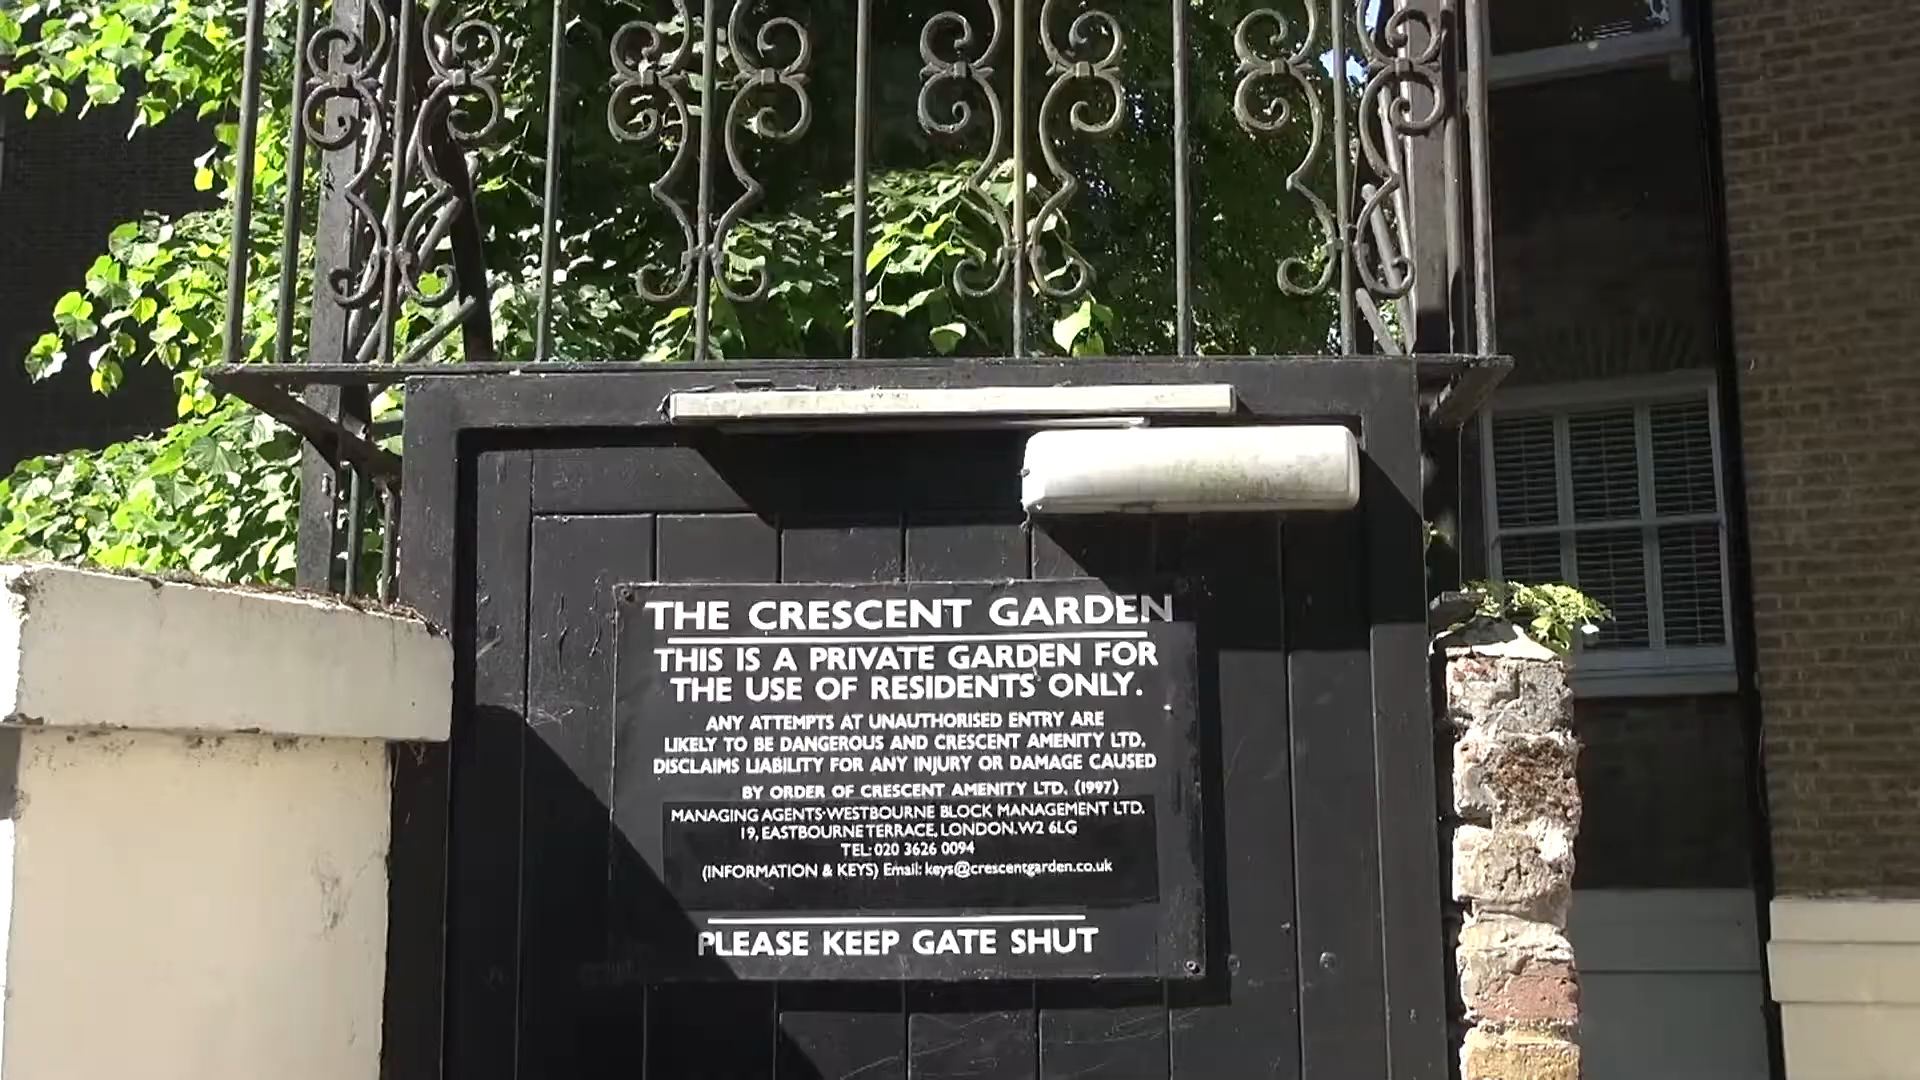 THE CRESCENT GARDEN
THIS IS A PRIVATE GARDEN FOR
THE USE OF RESIDENTS ONLY.
ANY ATTEMPTS AT UNAUTHORISED ENTRY ARE
LIKELY TO BE DANGEROUS AND CRESCENT AMENITY LTD.
DISCLAIMS LIABILITY FOR ANY INJURY OR DAMAGE CAUSED
BY ORDER OF CRESCENT AMENITY LTD. (1997)
MANAGING AGENTS·WESTBOURNE BLOCK MANAGEMENT LTD.
19, EASTBOURNE TERRACE, LONDON. W2 6LG
TEL: 020 3626 0094
(INFORMATION & KEYS) Email: keys@crescentgarden.co.uk
PLEASE KEEP GATE SHUT